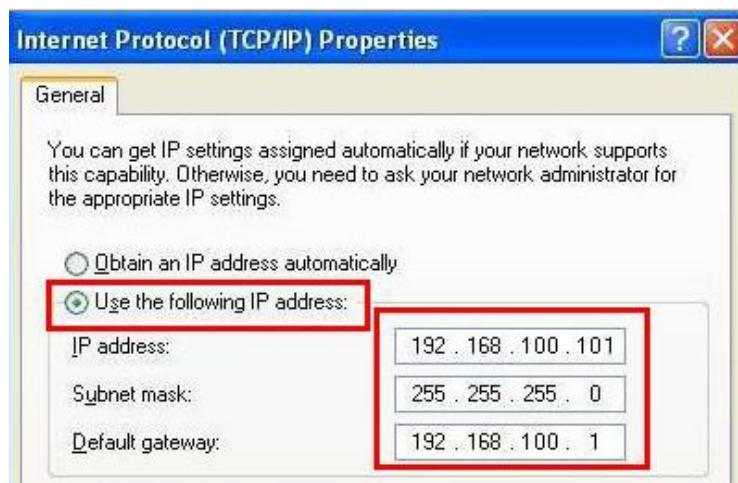 Internet Protocol (TCP/IP) Properties
General
You can get IP settings assigned automatically if your network supports
this capability. Otherwise, you need to ask your network administrator for
the appropriate IP settings.
Obtain an IP address automatically
Use the following IP address:
IP address: 192 . 168 . 100 . 101
Subnet mask: 255 . 255 . 255 . 0
Default gateway: 192 . 168 . 100 . 1